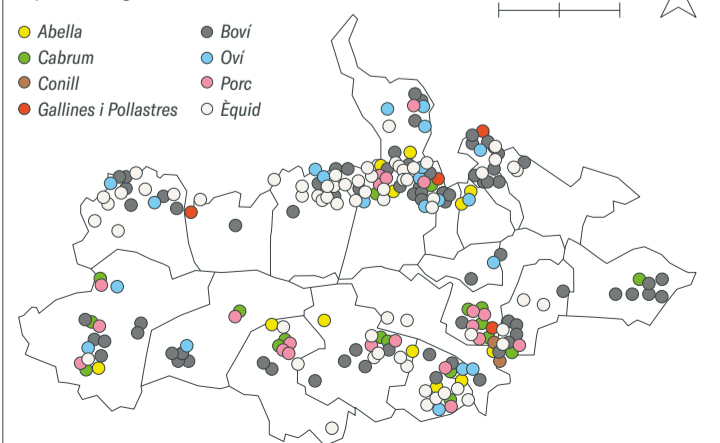 Abella
Cabrum
Conill
Gallines i Pollastres
Boví
Oví
Porc
Èquid